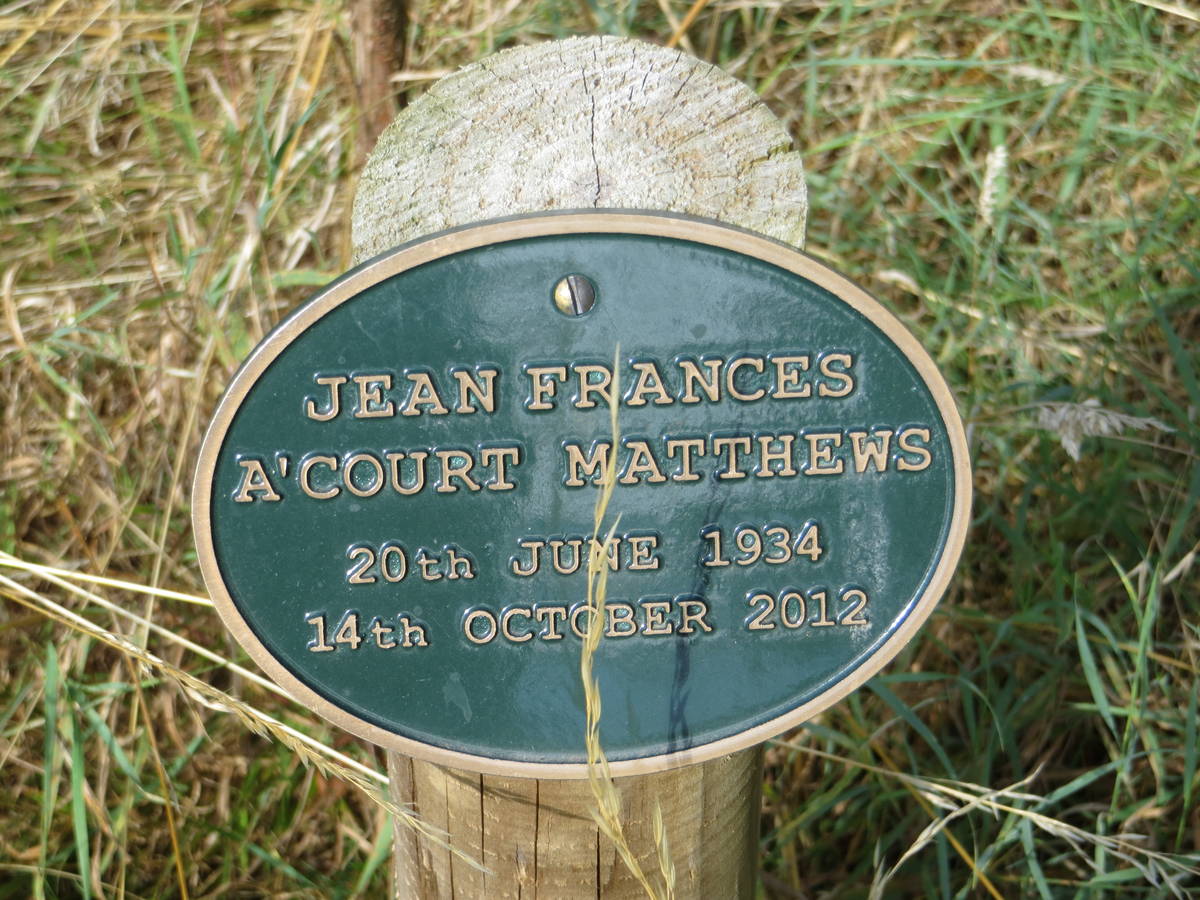 JEAN FRANCES
A'COURT MATTHEWS
20th JUNE 1934
14th OCTOBER 2012